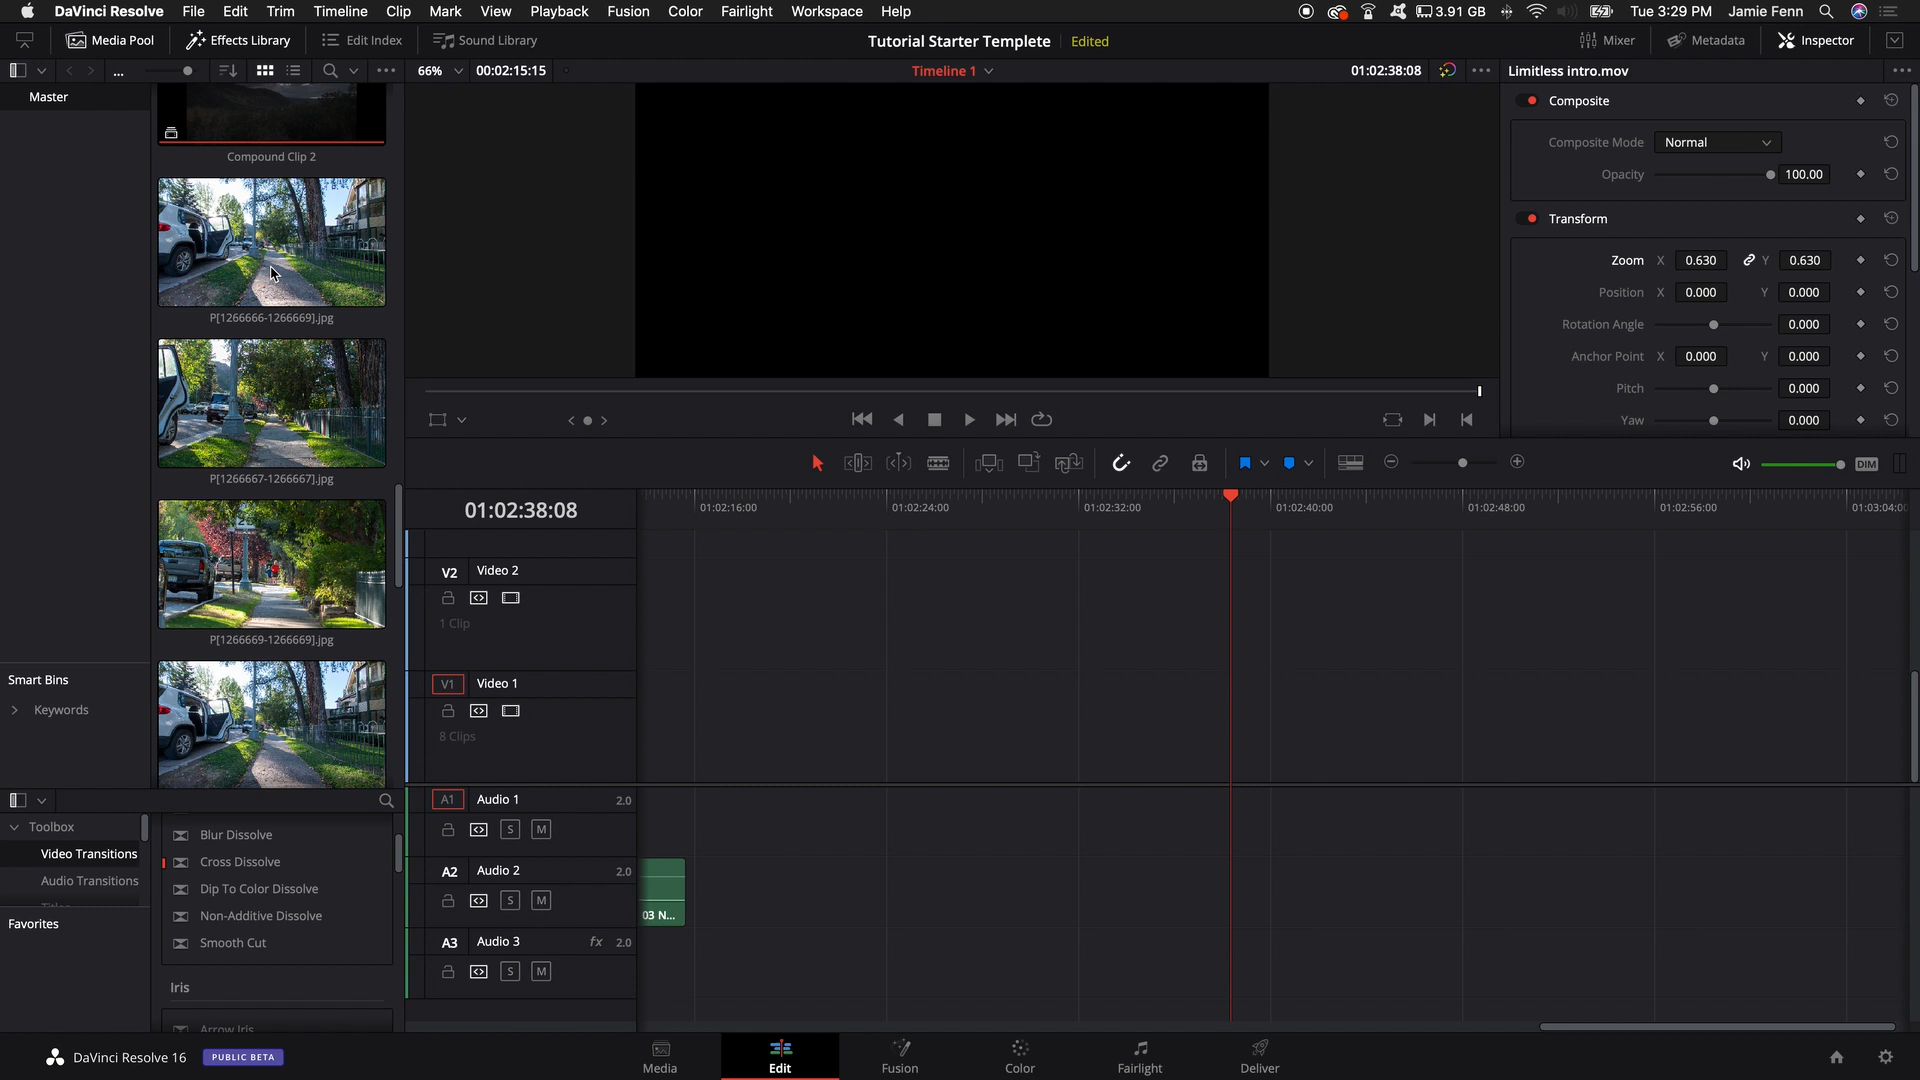 DaVinci Resolve File Edit Trim Timeline Clip Mark View Playback Fusion Color Fairlight Workspace Help 3.91 GB Tue 3:29 PM Jamie Fenn
Media Pool Effects Library Edit Index Sound Library Tutorial Starter Templete Edited Mixer Metadata Inspector
... 66% 00:02:15:15 Timeline 1 01:02:38:08 Limitless intro.mov
Master
Compound Clip 2
P[1266666-1266669].jpg
P[1266667-1266667].jpg
P[1266669-1266669].jpg
Smart Bins
Keywords
Composite
Composite Mode Normal
Opacity 100.00
Transform
Zoom X 0.630 Y 0.630
Position X 0.000 Y 0.000
Rotation Angle 0.000
Anchor Point X 0.000 Y 0.000
Pitch 0.000
Yaw 0.000
DIM
01:02:38:08 01:02:16:00 01:02:24:00 01:02:32:00 01:02:40:00 01:02:48:00 01:02:56:00 01:03:04:00
V2 Video 2
1 Clip
V1 Video 1
8 Clips
A1 Audio 1 2.0
S M
A2 Audio 2 2.0
S M
03 N...
A3 Audio 3 fx 2.0
S M
Toolbox
Video Transitions
Audio Transitions
Titles
Favorites
Blur Dissolve
Cross Dissolve
Dip To Color Dissolve
Non-Additive Dissolve
Smooth Cut
Iris
Arrow Iris
DaVinci Resolve 16 PUBLIC BETA
Media Edit Fusion Color Fairlight Deliver